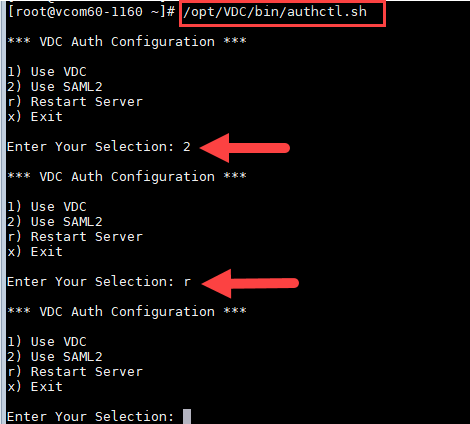 [root@vcom60-1160 ~]# /opt/VDC/bin/authctl.sh
*** VDC Auth Configuration ***
1) Use VDC
2) Use SAML2
r) Restart Server
x) Exit
Enter Your Selection: 2
*** VDC Auth Configuration ***
1) Use VDC
2) Use SAML2
r) Restart Server
x) Exit
Enter Your Selection: r
*** VDC Auth Configuration ***
1) Use VDC
2) Use SAML2
r) Restart Server
x) Exit
Enter Your Selection: